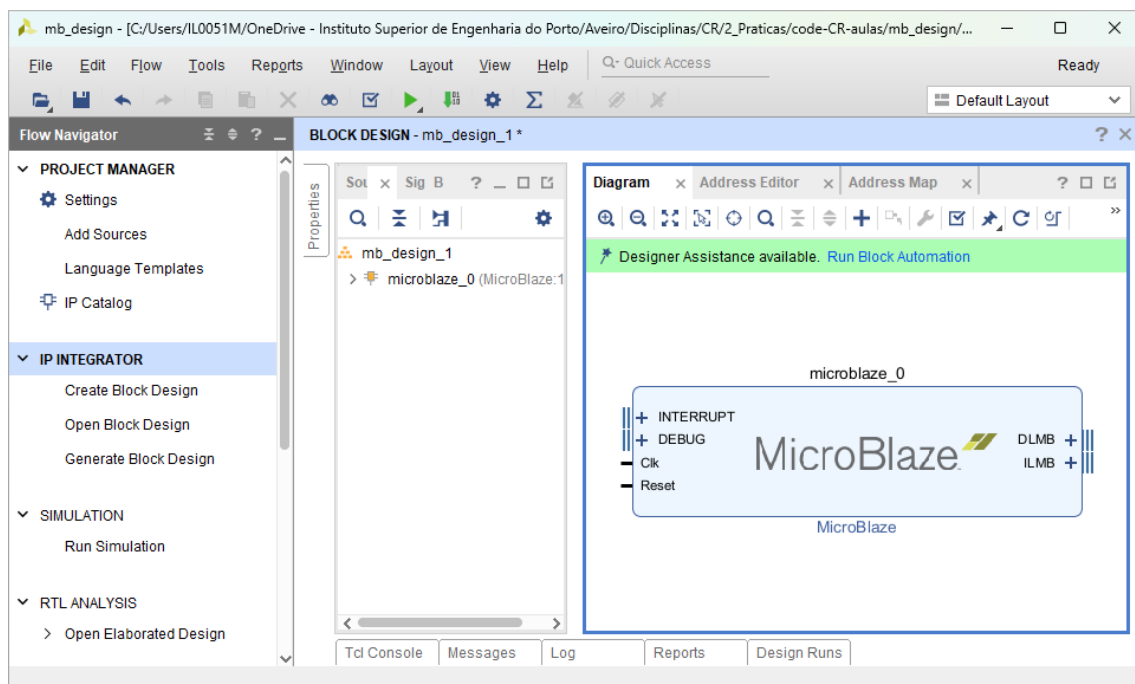 mb_design - [C:/Users/IL0051M/OneDrive - Instituto Superior de Engenharia do Porto/Aveiro/Disciplinas/CR/2_Praticas/code-CR-aulas/mb_design/...
File Edit Flow Tools Reports Window Layout View Help Q- Quick Access Ready
Default Layout
Flow Navigator
BLOCK DESIGN - mb_design_1 *
PROJECT MANAGER
Settings
Add Sources
Language Templates
IP Catalog
IP INTEGRATOR
Create Block Design
Open Block Design
Generate Block Design
SIMULATION
Run Simulation
RTL ANALYSIS
Open Elaborated Design
Properties
Sou Sig B
mb_design_1
microblaze_0 (MicroBlaze:1
Diagram Address Editor Address Map
Designer Assistance available. Run Block Automation
microblaze_0
INTERRUPT
DEBUG
Clk
Reset
MicroBlaze
DLMB
ILMB
MicroBlaze
Tcl Console Messages Log Reports Design Runs